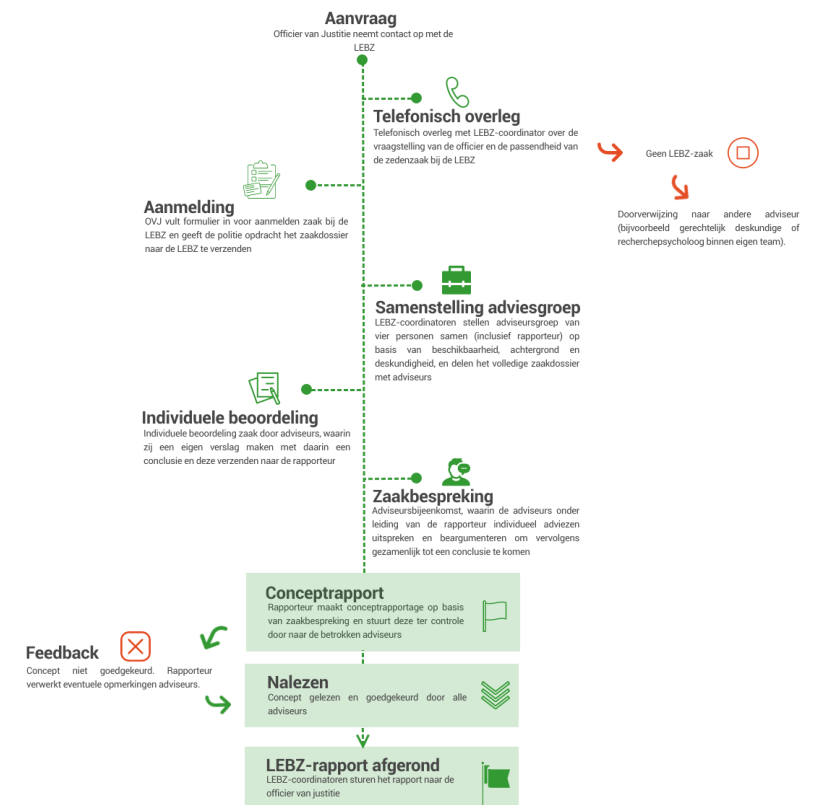 Aanvraag
Officier van Justitie neemt contact op met de
LEBZ
Telefonisch overleg
Telefonisch overleg met LEBZ-coordinator over de
vraagstelling van de officier en de passendheid van
de zedenzaak bij de LEBZ
Geen LEBZ-zaak
Doorverwijzing naar andere adviseur
(bijvoorbeeld gerechtelijk deskundige of
recherchepsycholoog binnen eigen team).
Aanmelding
OVJ vult formulier in voor aanmelden zaak bij de
LEBZ en geeft de politie opdracht het zaakdossier
naar de LEBZ te verzenden
Samenstelling adviesgroep
LEBZ-coordinatoren stellen adviseursgroep van
vier personen samen (inclusief rapporteur) op
basis van beschikbaarheid, achtergrond en
deskundigheid, en delen het volledige zaakdossier
met adviseurs
Individuele beoordeling
Individuele beoordeling zaak door adviseurs, waarin
zij een eigen verslag maken met daarin een
conclusie en deze verzenden naar de rapporteur
Zaakbespreking
Adviseursbijeenkomst, waarin de adviseurs onder
leiding van de rapporteur individueel adviezen
uitspreken en beargumenteren om vervolgens
gezamenlijk tot een conclusie te komen
Conceptrapport
Rapporteur maakt conceptrapportage op basis
van zaakbespreking en stuurt deze ter controle
door naar de betrokken adviseurs
Feedback
Concept niet goedgekeurd. Rapporteur
verwerkt eventuele opmerkingen adviseurs.
Nalezen
Concept gelezen en goedgekeurd door alle
adviseurs
LEBZ-rapport afgerond
LEBZ-coordinatoren sturen het rapport naar de
officier van justitie